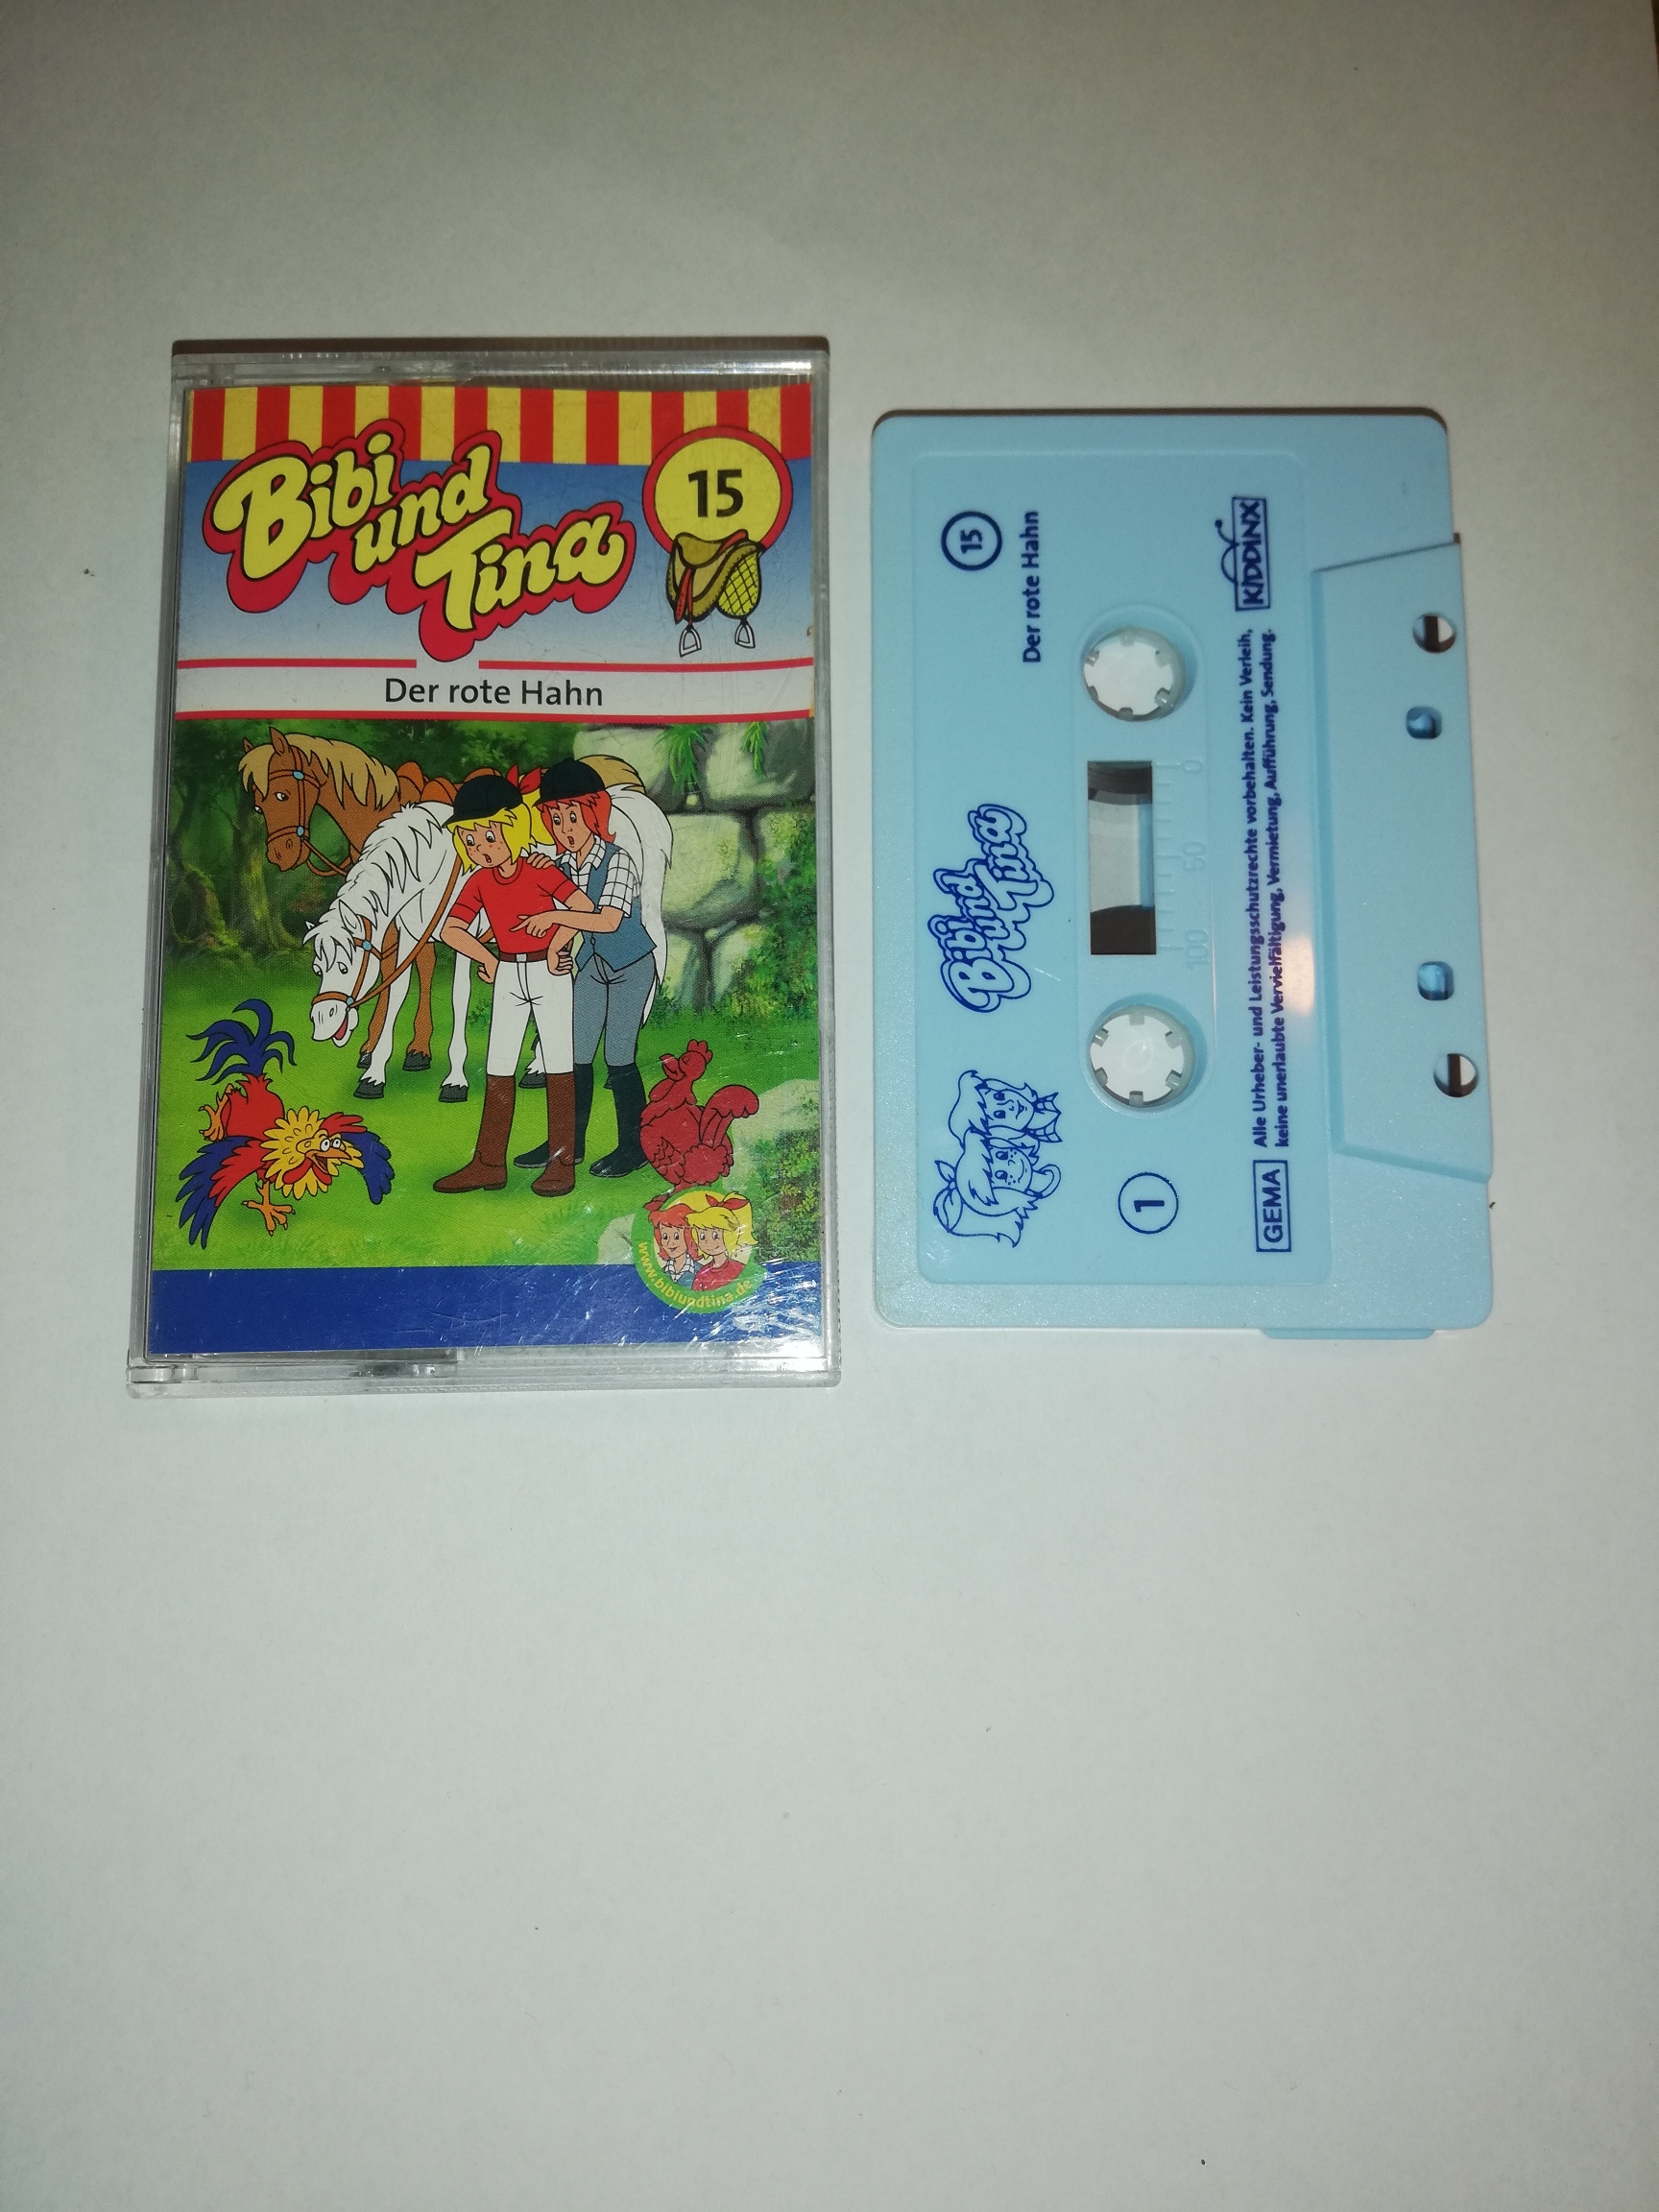 Bibi
und
Tina
15
Der rote Hahn
www.bibiundtina.de
15
Der rote Hahn
Bibi und
Tina
1
0
50
100
GEMA
Alle Urheber- und Leistungsschutzrechte vorbehalten. Kein Verleih,
keine unerlaubte Vervielfältigung, Vermietung, Aufführung, Sendung.
KIDDINX